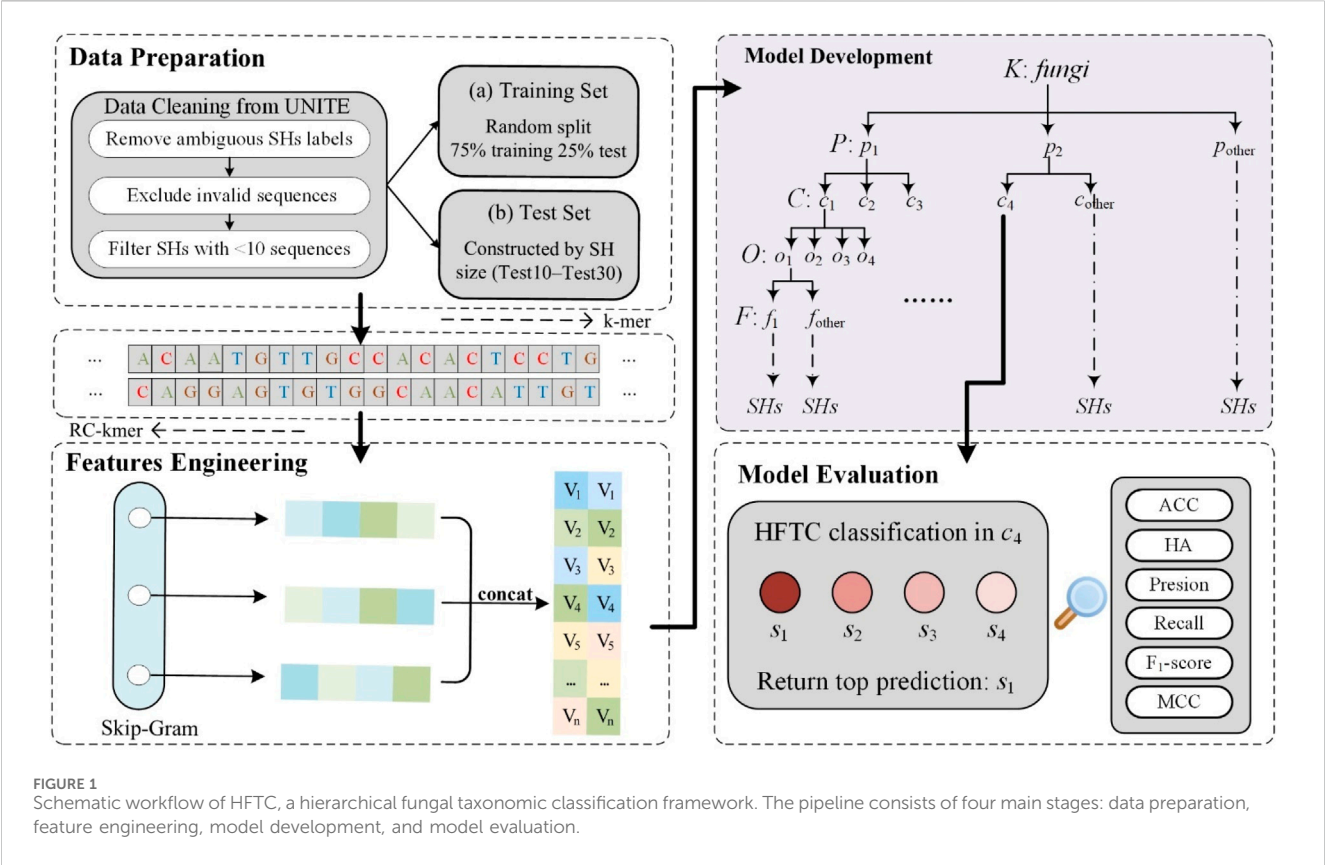 Data Preparation
Data Cleaning from UNITE
Remove ambiguous SHs labels
Exclude invalid sequences
Filter SHs with <10 sequences
(a) Training Set
Random split
75% training 25% test
(b) Test Set
Constructed by SH
size (Test10–Test30)
k-mer
... A C A A T G T T G C C A C A C T C C T G ...
... C A G G A G T G T G G C A A C A T T G T ...
RC-kmer
Features Engineering
Skip-Gram
concat
V1 V1
V2 V2
V3 V3
V4 V4
V5 V5
... ...
Vn Vn
Model Development
K: fungi
P: p1 p2 pother
C: c1 c2 c3 c4 cother
O: o1 o2 o3 o4
F: f1 fother
......
SHs SHs SHs SHs
Model Evaluation
HFTC classification in c4
s1 s2 s3 s4
Return top prediction: s1
ACC
HA
Presion
Recall
F1-score
MCC
FIGURE 1
Schematic workflow of HFTC, a hierarchical fungal taxonomic classification framework. The pipeline consists of four main stages: data preparation,
feature engineering, model development, and model evaluation.